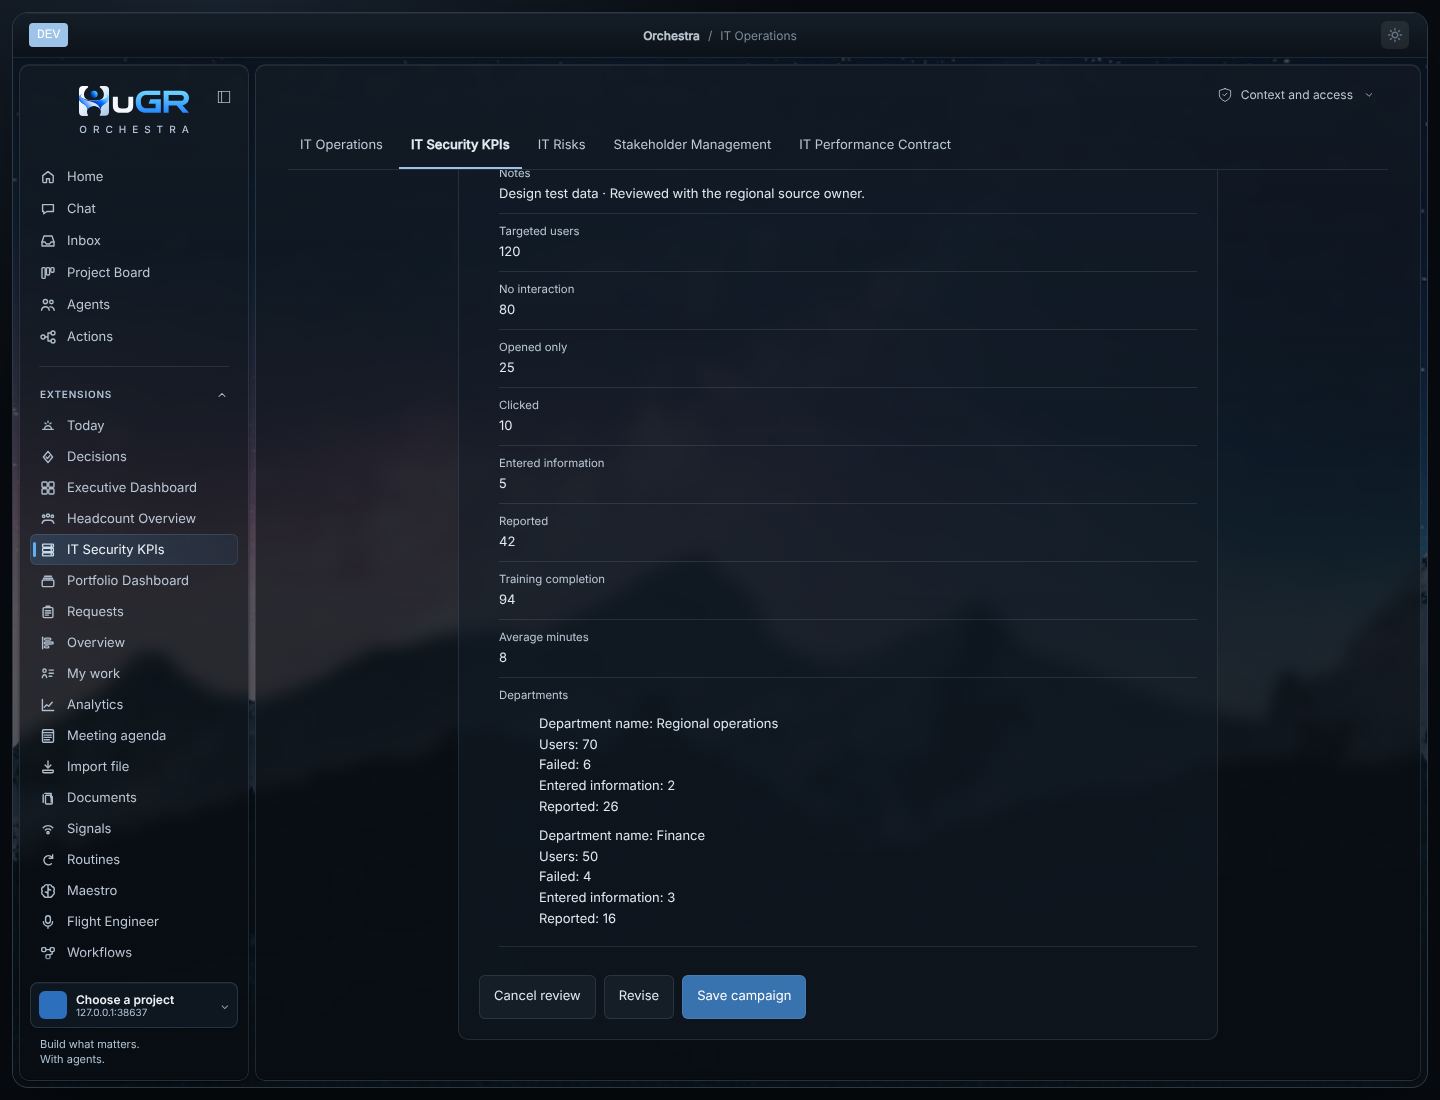 DEV
Orchestra / IT Operations
HuGR
ORCHESTRA
Context and access
IT Operations
IT Security KPIs
IT Risks
Stakeholder Management
IT Performance Contract
Home
Chat
Inbox
Project Board
Agents
Actions
EXTENSIONS
Today
Decisions
Executive Dashboard
Headcount Overview
IT Security KPIs
Portfolio Dashboard
Requests
Overview
My work
Analytics
Meeting agenda
Import file
Documents
Signals
Routines
Maestro
Flight Engineer
Workflows
Choose a project
127.0.0.1:38637
Build what matters.
With agents.
Notes
Design test data · Reviewed with the regional source owner.
Targeted users
120
No interaction
80
Opened only
25
Clicked
10
Entered information
5
Reported
42
Training completion
94
Average minutes
8
Departments
Department name: Regional operations
Users: 70
Failed: 6
Entered information: 2
Reported: 26
Department name: Finance
Users: 50
Failed: 4
Entered information: 3
Reported: 16
Cancel review
Revise
Save campaign